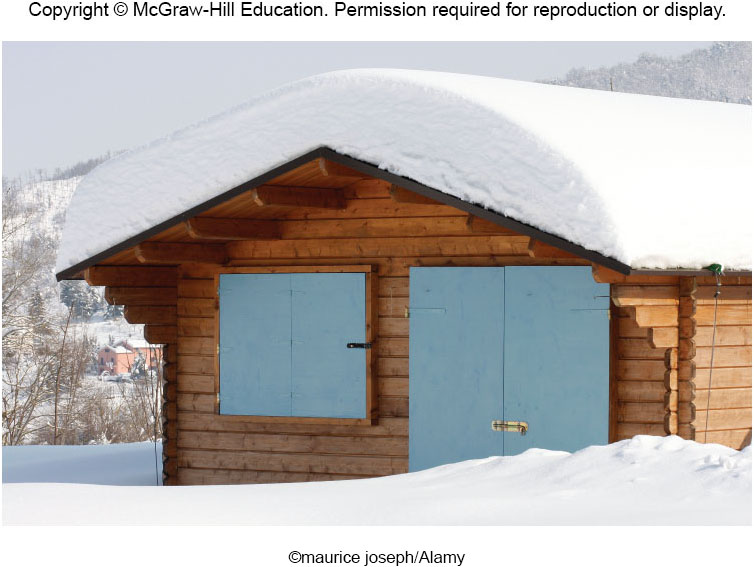 Copyright © McGraw-Hill Education. Permission required for reproduction or display.
©maurice joseph/Alamy